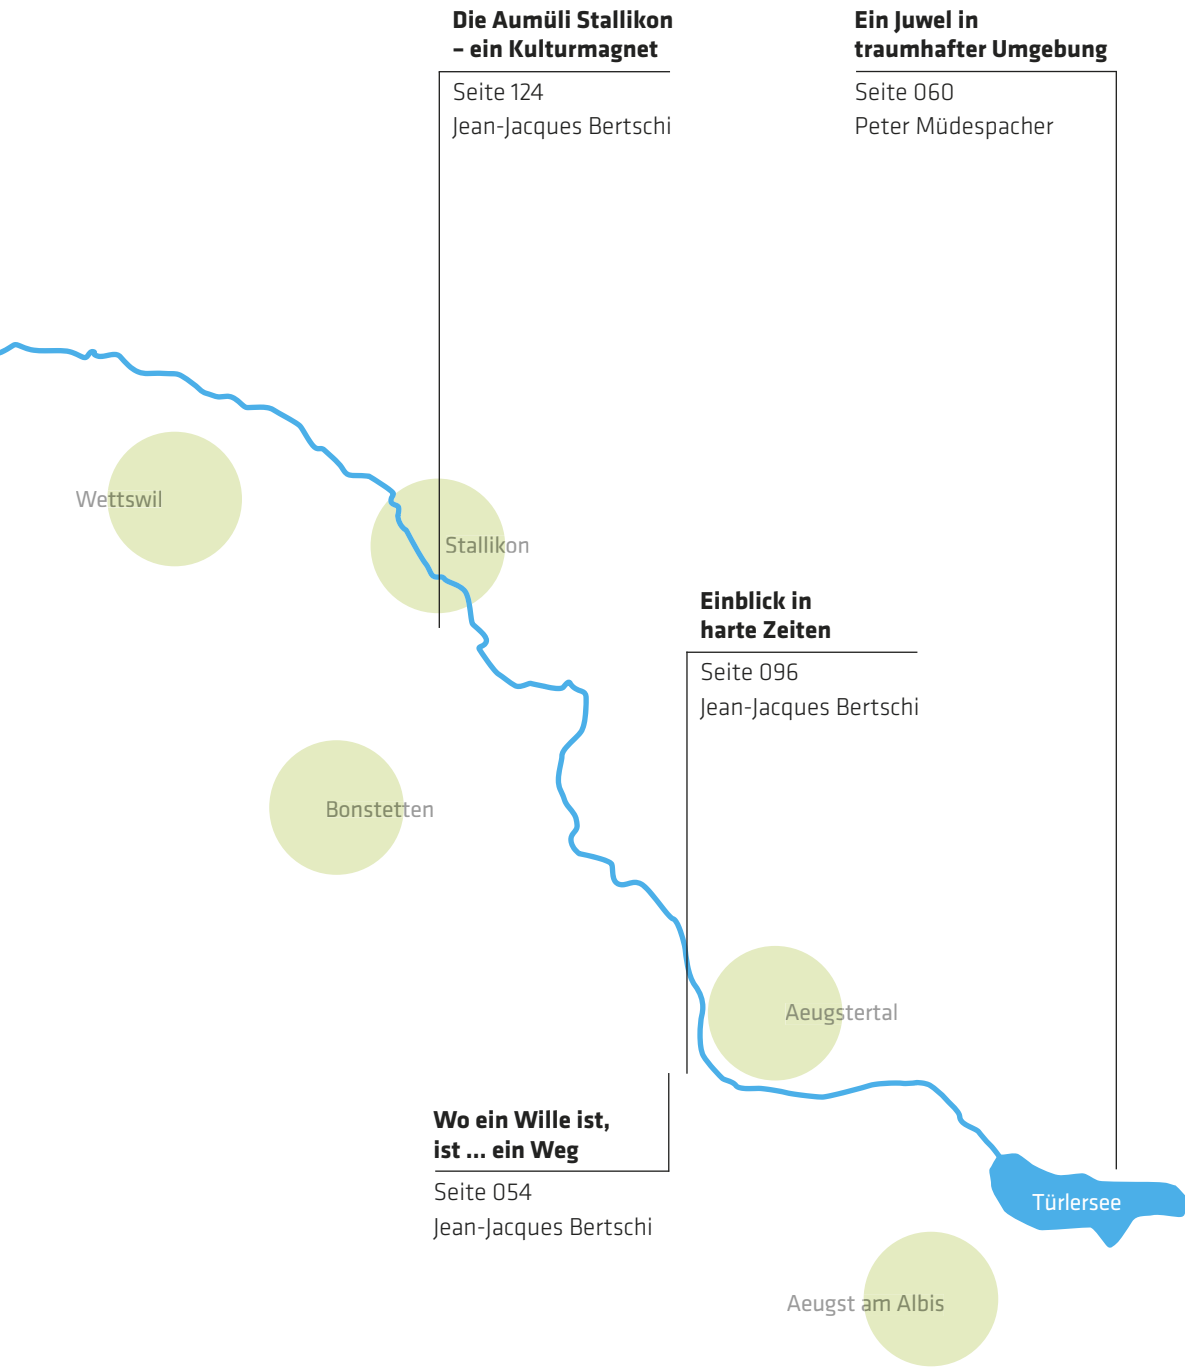 Die Aumüli Stallikon
– ein Kulturmagnet
Seite 124
Jean-Jacques Bertschi
Ein Juwel in
traumhafter Umgebung
Seite 060
Peter Müdespacher
Wettswil
Stallikon
Einblick in
harte Zeiten
Seite 096
Jean-Jacques Bertschi
Bonstetten
Aeugstertal
Wo ein Wille ist,
ist ... ein Weg
Seite 054
Jean-Jacques Bertschi
Türlersee
Aeugst am Albis